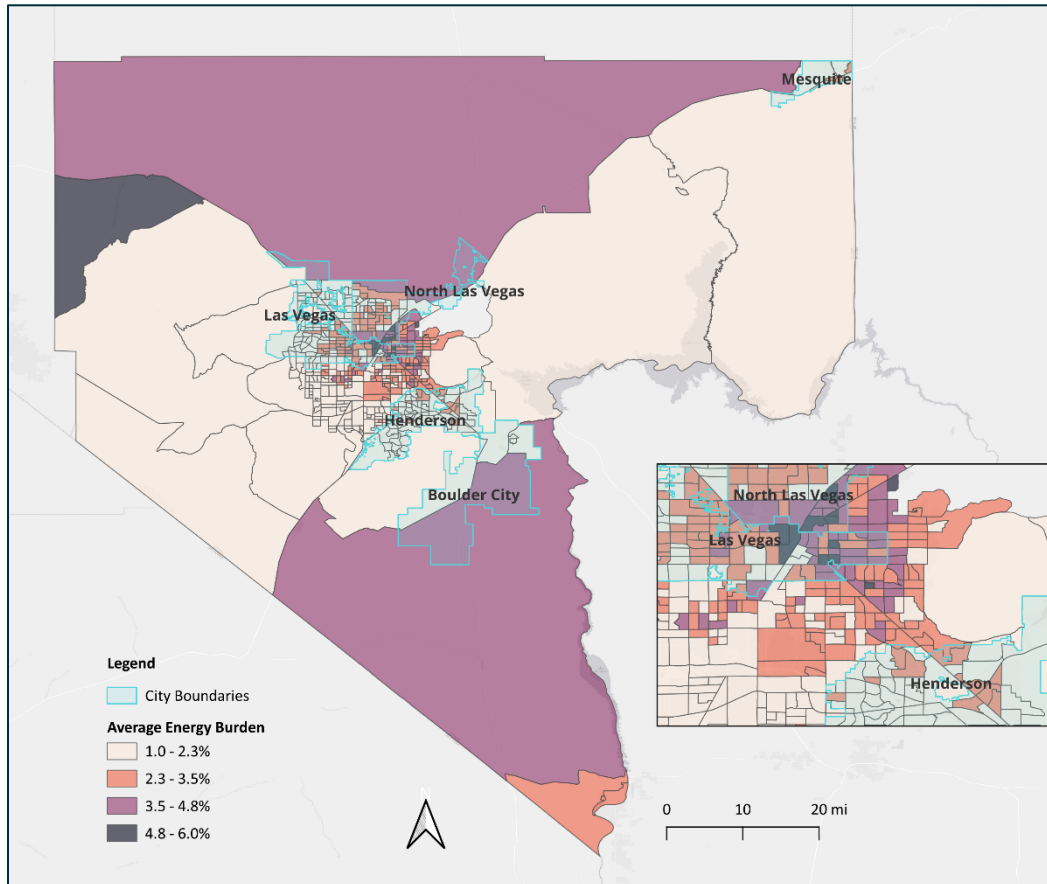 Mesquite
North Las Vegas
Las Vegas
Henderson
Boulder City
North Las Vegas
Las Vegas
Henderson
Legend
City Boundaries
Average Energy Burden
1.0 - 2.3%
2.3 - 3.5%
3.5 - 4.8%
4.8 - 6.0%
N
0 10 20 mi